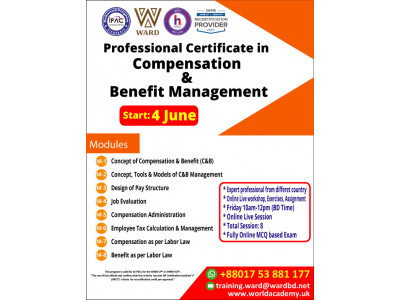 IPAC
WARD
h
SHRM
RECERTIFICATION
PROVIDER
Professional Certificate in
Compensation
&
Benefit Management
Start: 4 June
Modules
M-1 Concept of Compensation & Benefit (C&B)
M-2 Concept, Tools & Models of C&B Management
M-3 Design of Pay Structure
M-4 Job Evaluation
M-5 Compensation Administration
M-6 Employee Tax Calculation & Management
M-7 Compensation as per Labor Law
M-8 Benefit as per Labor Law
* Expert professional from differet country
* Online Live workshop, Exercises, Assignment
* Friday 10am-12pm (BD Time)
* Online Live Session
* Total Session: 8
* Fully Online MCQ based Exam
+88017 53 881 177
training.ward@wardbd.net
www.worldacademy.uk